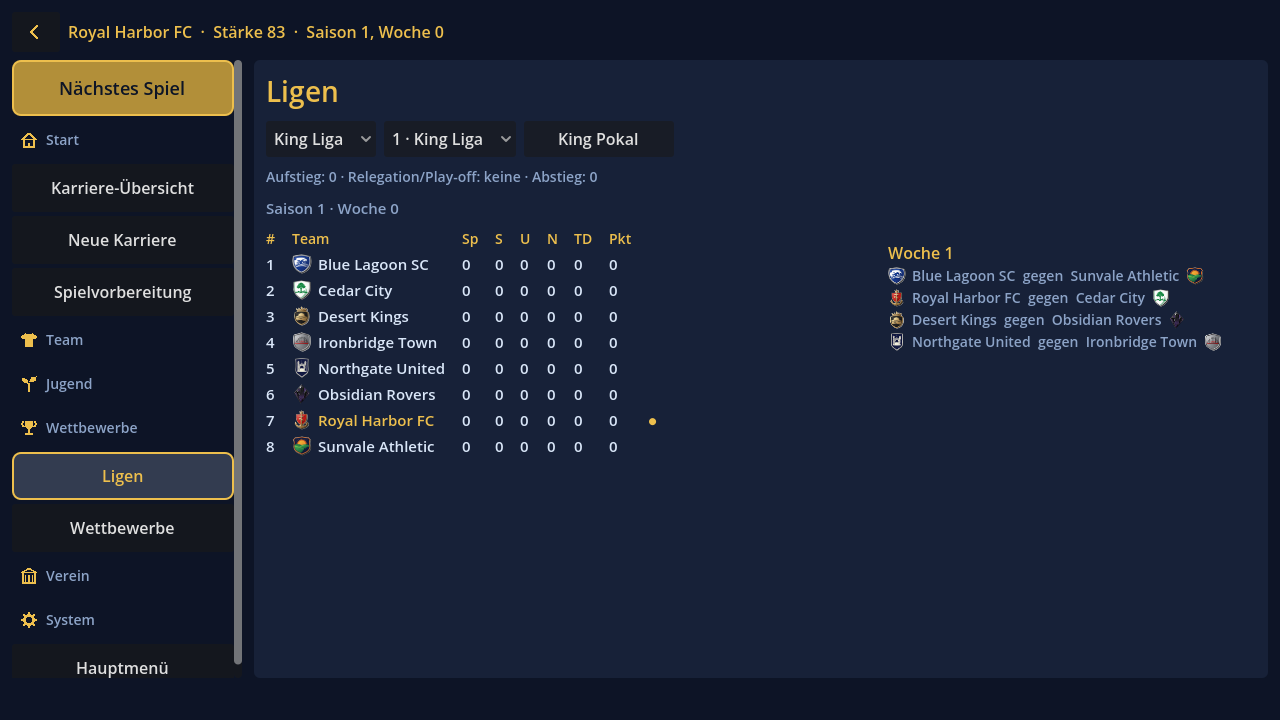 Royal Harbor FC · Stärke 83 · Saison 1, Woche 0
Nächstes Spiel
Start
Karriere-Übersicht
Neue Karriere
Spielvorbereitung
Team
Jugend
Wettbewerbe
Ligen
Wettbewerbe
Verein
System
Hauptmenü
Ligen
King Liga
1 · King Liga
King Pokal
Aufstieg: 0 · Relegation/Play-off: keine · Abstieg: 0
Saison 1 · Woche 0
# Team Sp S U N TD Pkt
1 Blue Lagoon SC 0 0 0 0 0 0
2 Cedar City 0 0 0 0 0 0
3 Desert Kings 0 0 0 0 0 0
4 Ironbridge Town 0 0 0 0 0 0
5 Northgate United 0 0 0 0 0 0
6 Obsidian Rovers 0 0 0 0 0 0
7 Royal Harbor FC 0 0 0 0 0 0 ●
8 Sunvale Athletic 0 0 0 0 0 0
Woche 1
Blue Lagoon SC gegen Sunvale Athletic
Royal Harbor FC gegen Cedar City
Desert Kings gegen Obsidian Rovers
Northgate United gegen Ironbridge Town